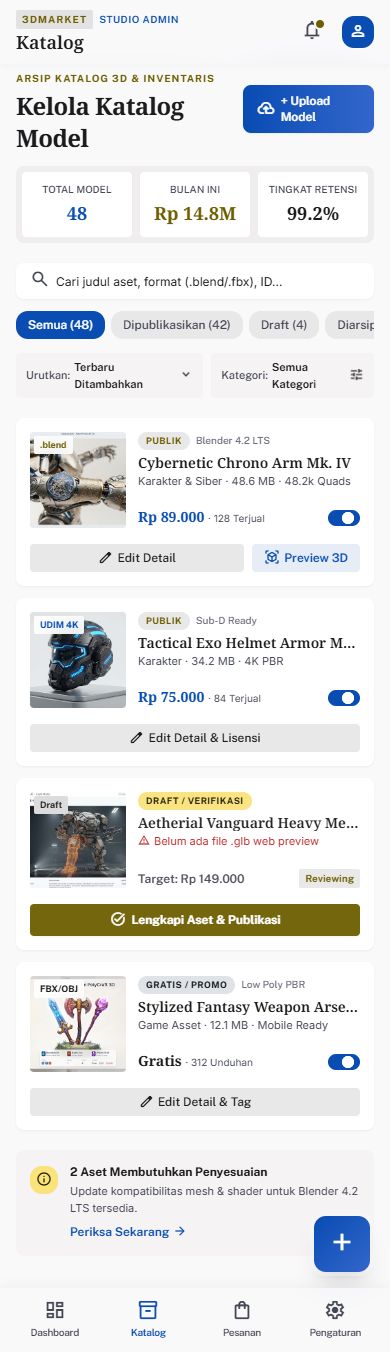 3DMARKET STUDIO ADMIN
Katalog
ARSIP KATALOG 3D & INVENTARIS
Kelola Katalog
Model
+ Upload
Model
TOTAL MODEL
48
BULAN INI
Rp 14.8M
TINGKAT RETENSI
99.2%
Cari judul aset, format (.blend/.fbx), ID...
Semua (48)
Dipublikasikan (42)
Draft (4)
Diarsip
Urutkan: Terbaru
Ditambahkan
Kategori: Semua
Kategori
.blend
PUBLIK Blender 4.2 LTS
Cybernetic Chrono Arm Mk. IV
Karakter & Siber · 48.6 MB · 48.2k Quads
Rp 89.000 · 128 Terjual
Edit Detail
Preview 3D
UDIM 4K
PUBLIK Sub-D Ready
Tactical Exo Helmet Armor M...
Karakter · 34.2 MB · 4K PBR
Rp 75.000 · 84 Terjual
Edit Detail & Lisensi
Draft
DRAFT / VERIFIKASI
Aetherial Vanguard Heavy Me...
Belum ada file .glb web preview
Target: Rp 149.000
Reviewing
Lengkapi Aset & Publikasi
FBX/OBJ
PolyCraft 3D
GRATIS / PROMO Low Poly PBR
Stylized Fantasy Weapon Arse...
Game Asset · 12.1 MB · Mobile Ready
Gratis · 312 Unduhan
Edit Detail & Tag
2 Aset Membutuhkan Penyesuaian
Update kompatibilitas mesh & shader untuk Blender 4.2
LTS tersedia.
Periksa Sekarang →
+
Dashboard
Katalog
Pesanan
Pengaturan